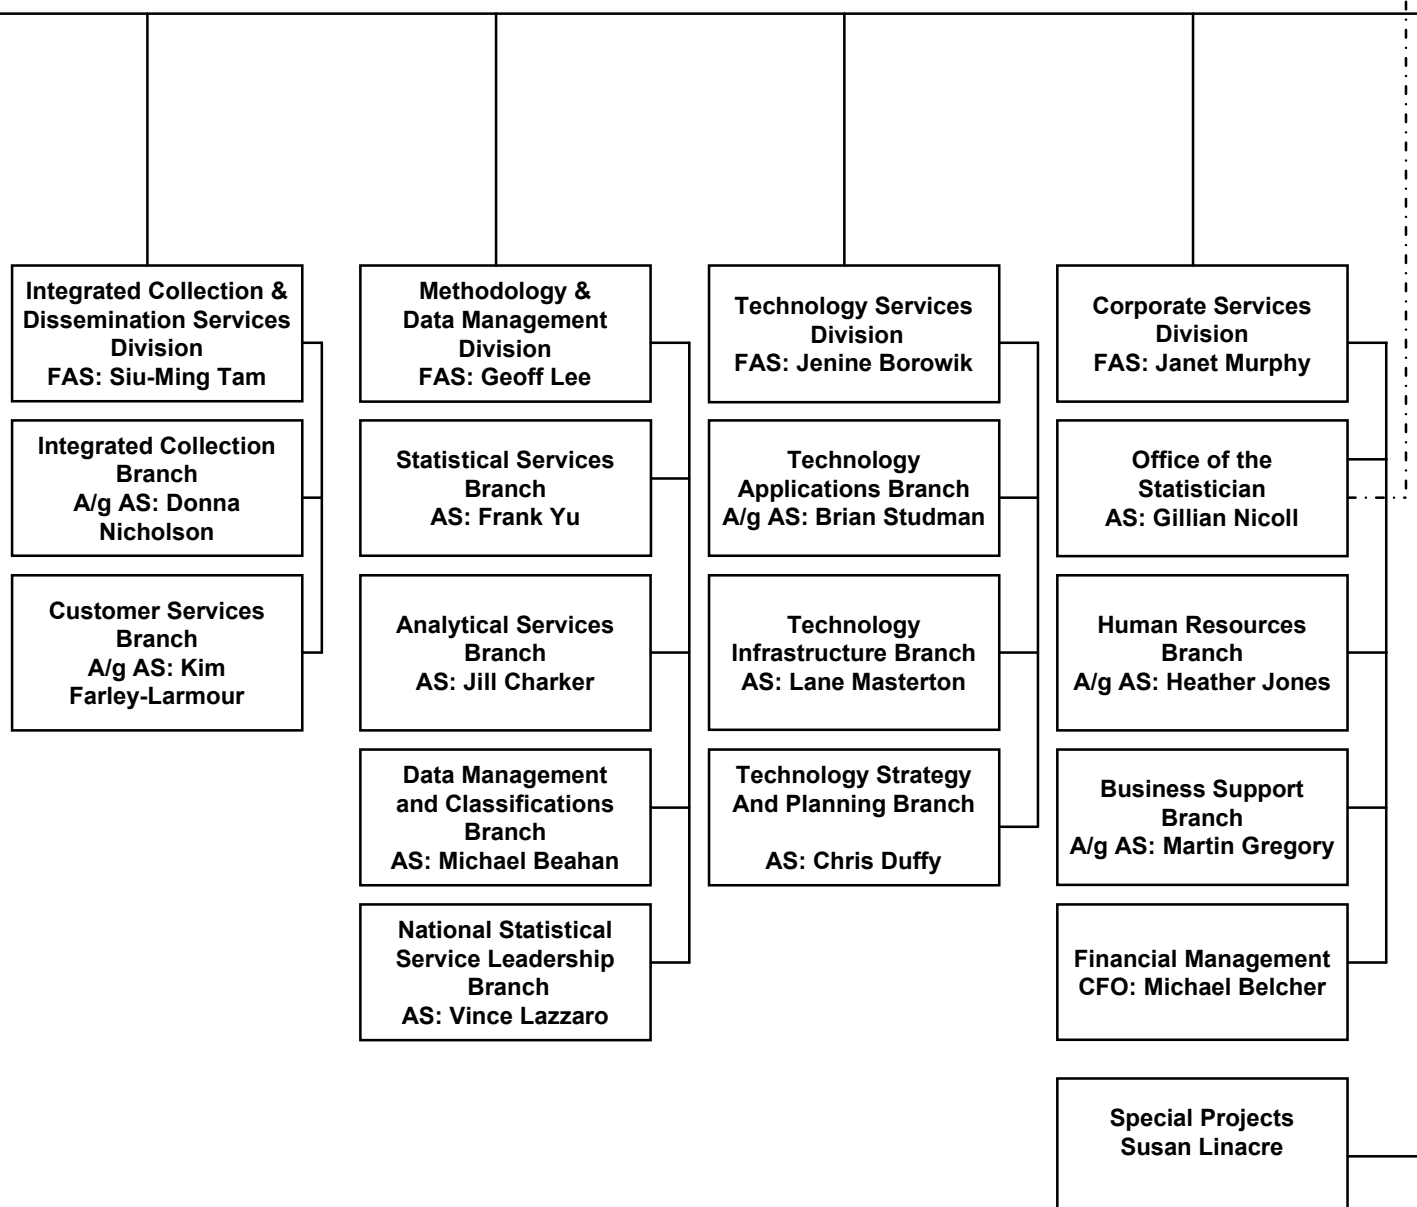 Integrated Collection &
Dissemination Services
Division
FAS: Siu-Ming Tam
Integrated Collection
Branch
A/g AS: Donna
Nicholson
Customer Services
Branch
A/g AS: Kim
Farley-Larmour
Methodology &
Data Management
Division
FAS: Geoff Lee
Statistical Services
Branch
AS: Frank Yu
Analytical Services
Branch
AS: Jill Charker
Data Management
and Classifications
Branch
AS: Michael Beahan
National Statistical
Service Leadership
Branch
AS: Vince Lazzaro
Technology Services
Division
FAS: Jenine Borowik
Technology
Applications Branch
A/g AS: Brian Studman
Technology
Infrastructure Branch
AS: Lane Masterton
Technology Strategy
And Planning Branch
AS: Chris Duffy
Corporate Services
Division
FAS: Janet Murphy
Office of the
Statistician
AS: Gillian Nicoll
Human Resources
Branch
A/g AS: Heather Jones
Business Support
Branch
A/g AS: Martin Gregory
Financial Management
CFO: Michael Belcher
Special Projects
Susan Linacre